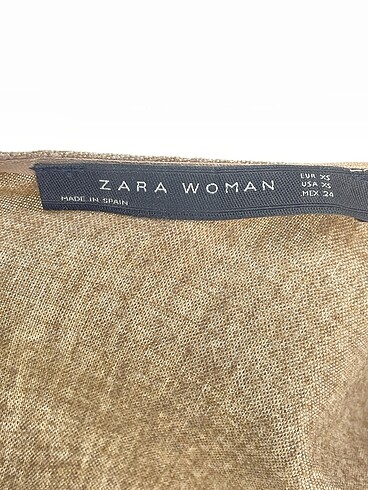 ZARA WOMAN
MADE IN SPAIN
EUR XS
USA XS
MEX 24